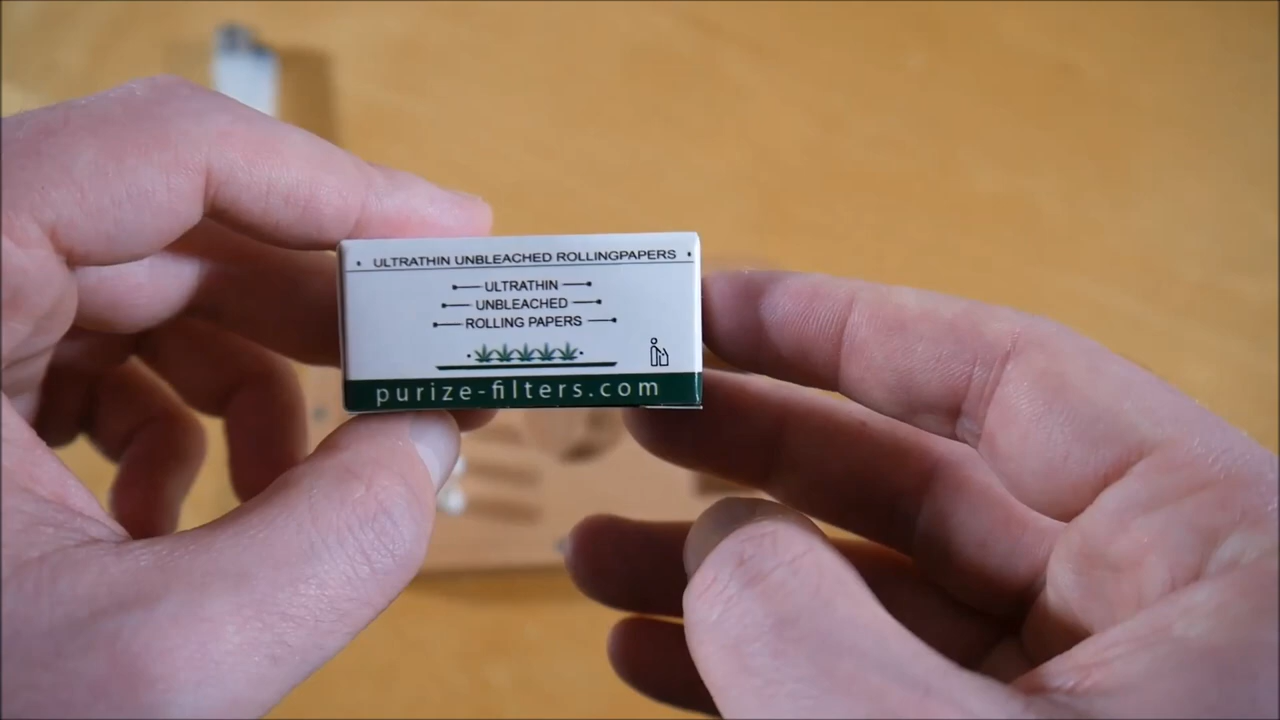 ULTRATHIN UNBLEACHED ROLLINGPAPERS
ULTRATHIN
UNBLEACHED
ROLLING PAPERS
purize-filters.com